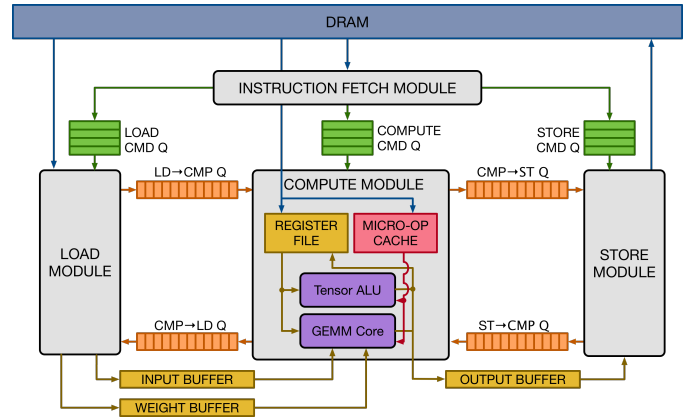 DRAM
INSTRUCTION FETCH MODULE
LOAD
CMD Q
COMPUTE
CMD Q
STORE
CMD Q
LD→CMP Q
COMPUTE MODULE
CMP→ST Q
REGISTER
FILE
MICRO-OP
CACHE
LOAD
MODULE
STORE
MODULE
Tensor ALU
CMP→LD Q
GEMM Core
ST→CMP Q
INPUT BUFFER
OUTPUT BUFFER
WEIGHT BUFFER